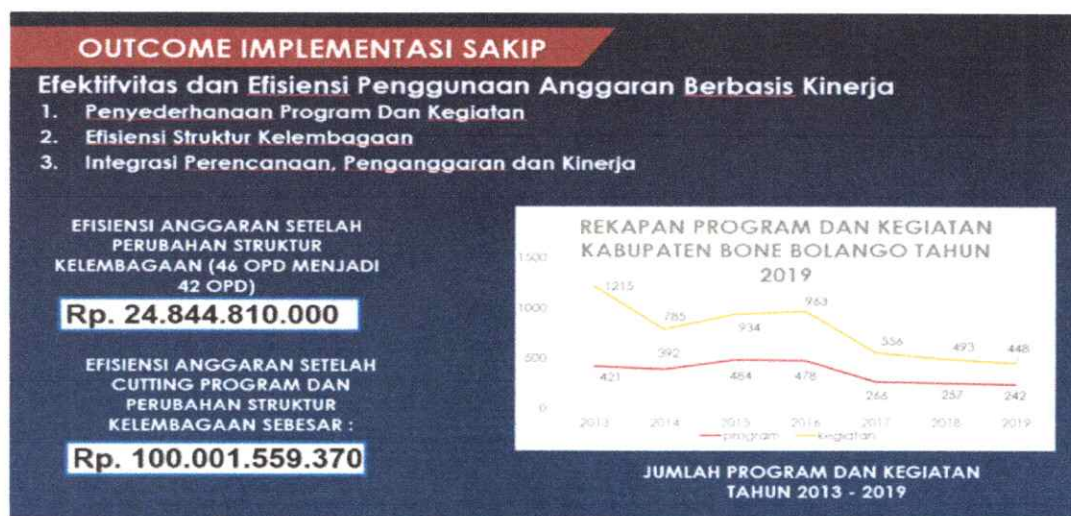 OUTCOME IMPLEMENTASI SAKIP
Efektifvitas dan Efisiensi Penggunaan Anggaran Berbasis Kinerja
1. Penyederhanaan Program Dan Kegiatan
2. Efisiensi Struktur Kelembagaan
3. Integrasi Perencanaan, Penganggaran dan Kinerja
EFISIENSI ANGGARAN SETELAH
PERUBAHAN STRUKTUR
KELEMBAGAAN (46 OPD MENJADI
42 OPD)
Rp. 24.844.810.000
EFISIENSI ANGGARAN SETELAH
CUTTING PROGRAM DAN
PERUBAHAN STRUKTUR
KELEMBAGAAN SEBESAR :
Rp. 100.001.559.370
REKAPAN PROGRAM DAN KEGIATAN
KABUPATEN BONE BOLANGO TAHUN
2019
1500
1000
500
0
1215
785
934
963
556
493
448
421
392
484
478
266
257
242
2013 2014 2015 2016 2017 2018 2019
program kegiatan
JUMLAH PROGRAM DAN KEGIATAN
TAHUN 2013 - 2019